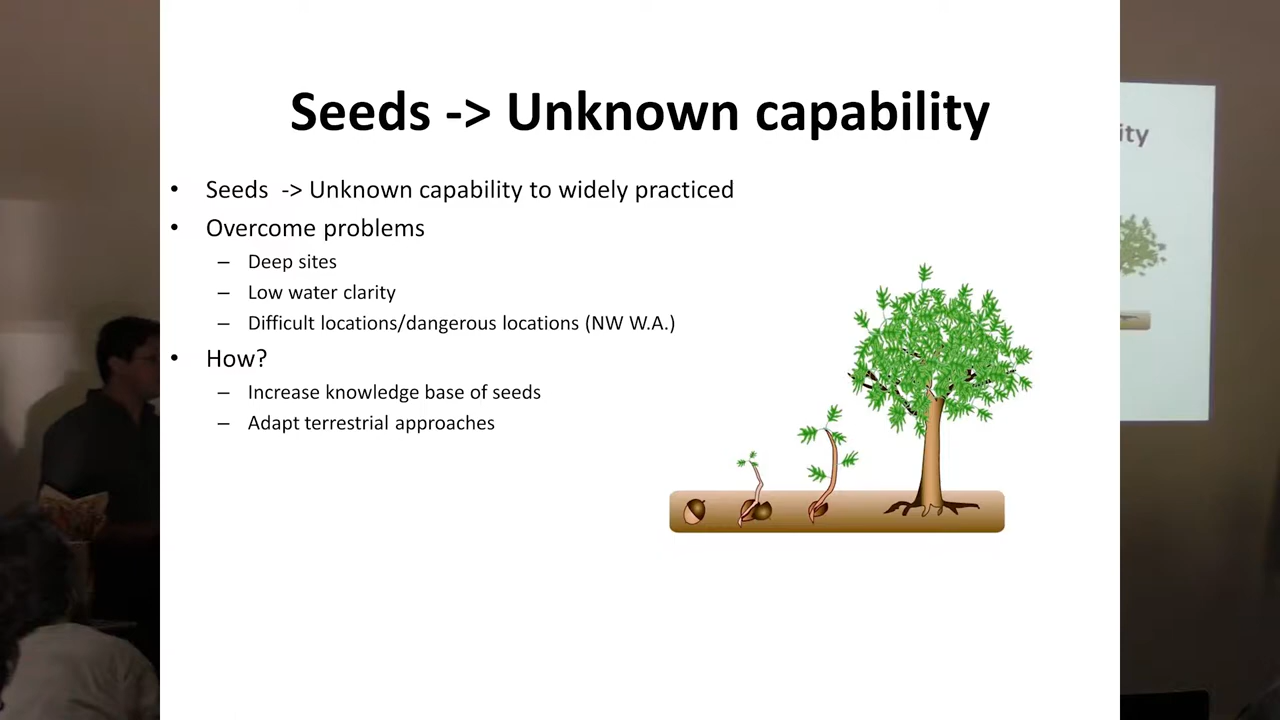 Seeds -> Unknown capability
• Seeds -> Unknown capability to widely practiced
• Overcome problems
– Deep sites
– Low water clarity
– Difficult locations/dangerous locations (NW W.A.)
• How?
– Increase knowledge base of seeds
– Adapt terrestrial approaches
ity